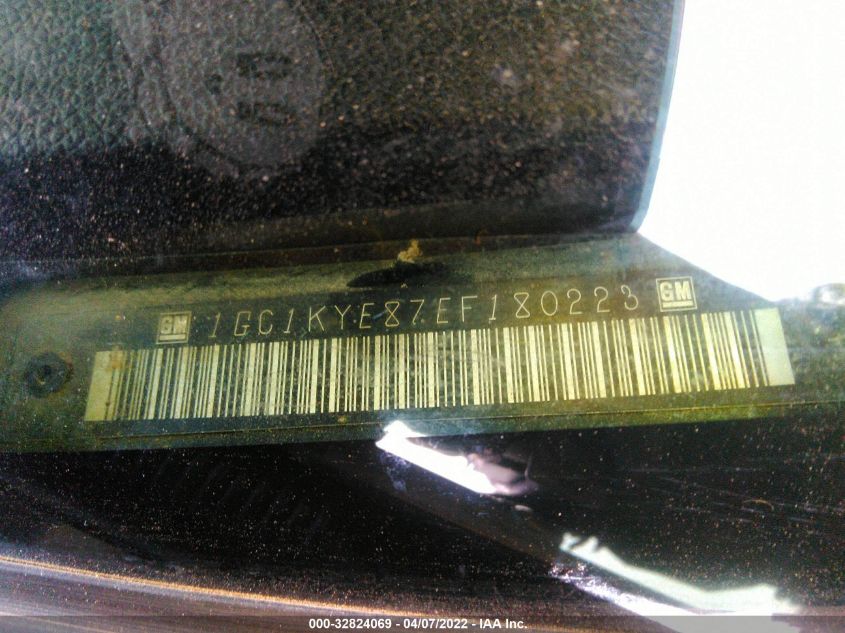 GM 1GC1KYE87EF180223 GM
000-32824069 - 04/07/2022 - IAA Inc.